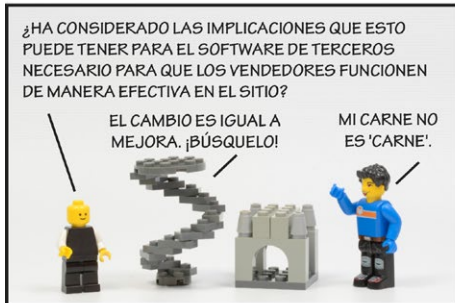 ¿HA CONSIDERADO LAS IMPLICACIONES QUE ESTO
PUEDE TENER PARA EL SOFTWARE DE TERCEROS
NECESARIO PARA QUE LOS VENDEDORES FUNCIONEN
DE MANERA EFECTIVA EN EL SITIO?
EL CAMBIO ES IGUAL A
MEJORA. ¡BÚSQUELO!
MI CARNE NO
ES 'CARNE'.